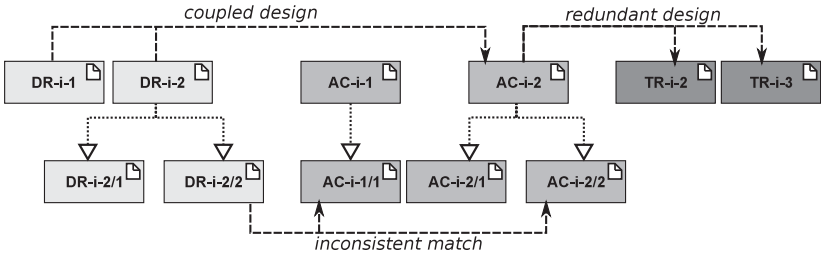 coupled design
redundant design
DR-i-1
DR-i-2
AC-i-1
AC-i-2
TR-i-2
TR-i-3
DR-i-2/1
DR-i-2/2
AC-i-1/1
AC-i-2/1
AC-i-2/2
inconsistent match